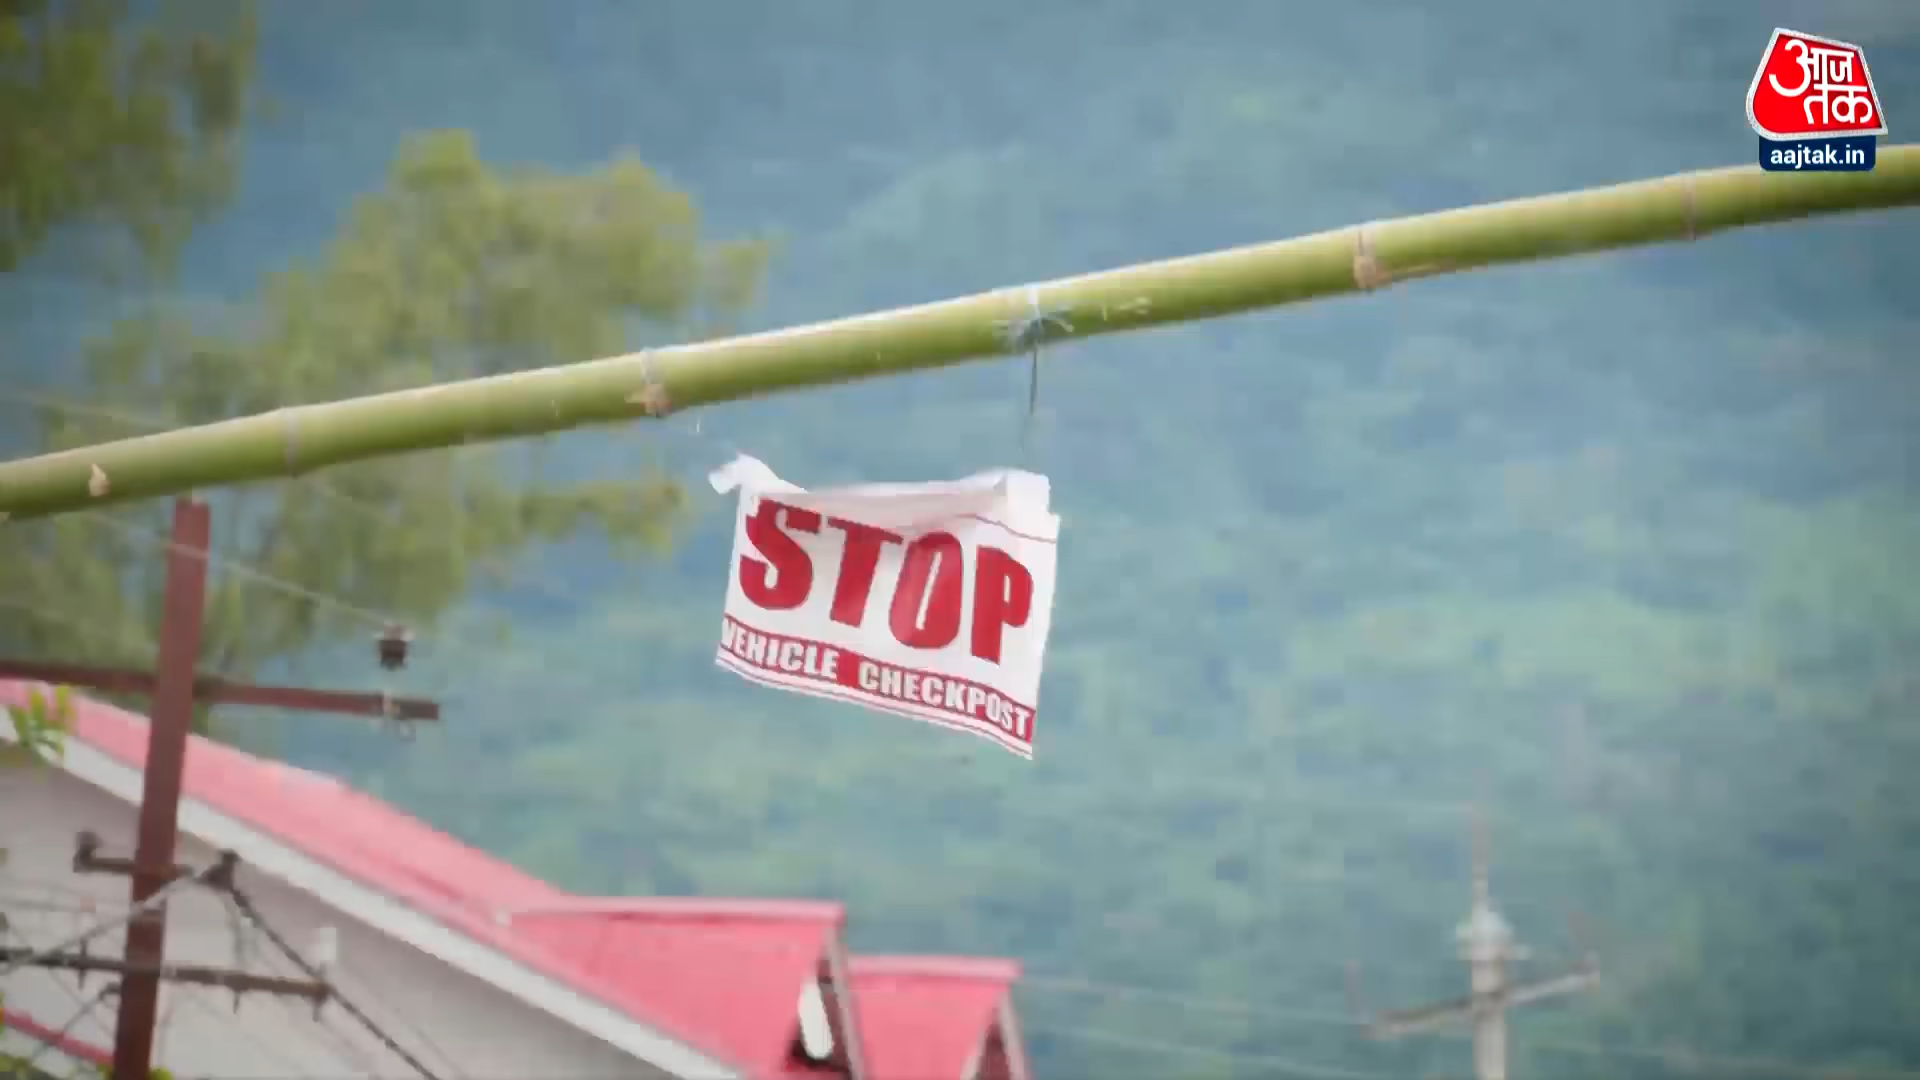 आज
तक
aajtak.in
STOP
VEHICLE CHECKPOST